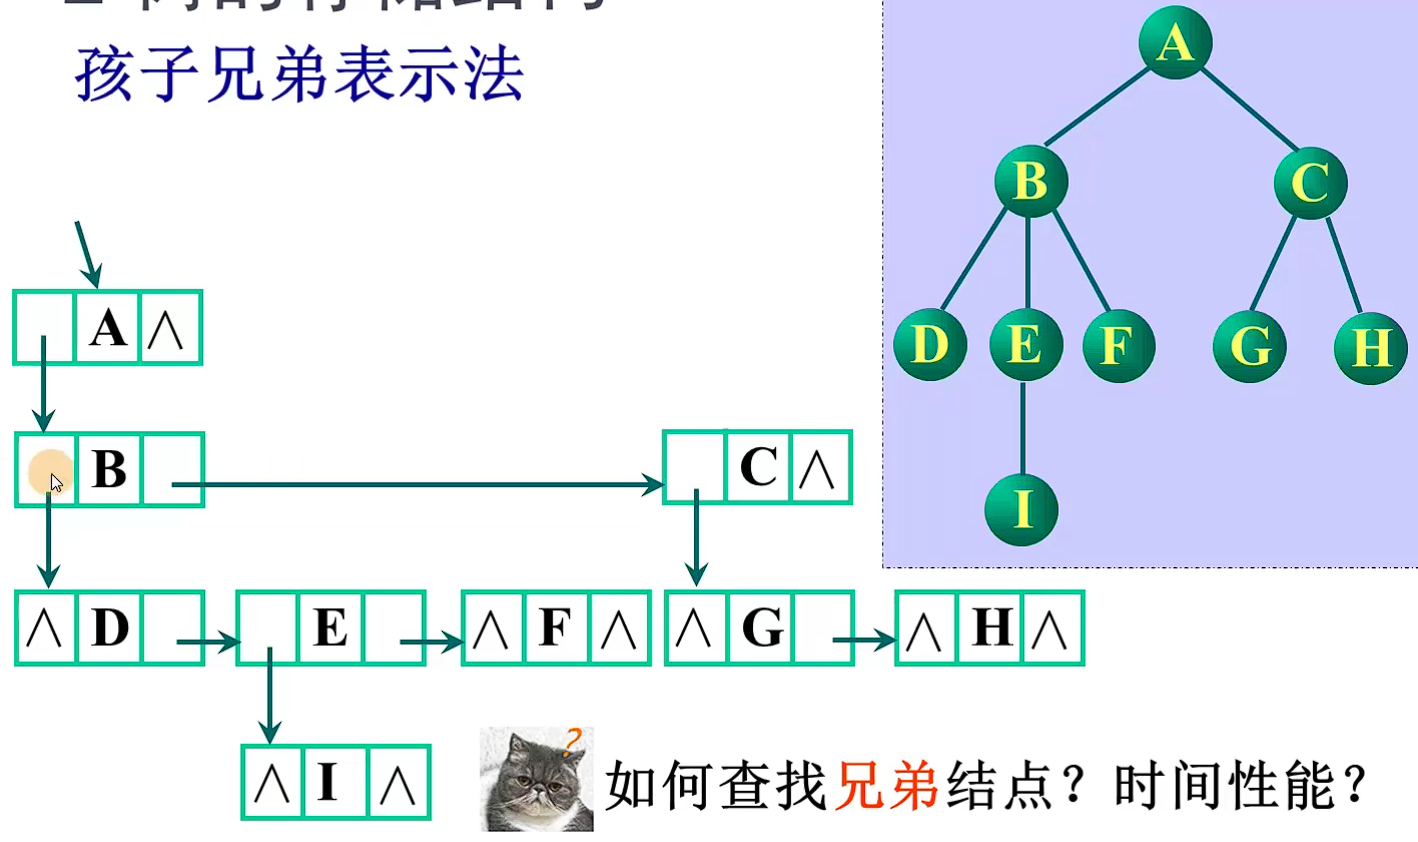 孩子兄弟表示法
A
B C
D E F G H
I
A ∧
B
C ∧
∧ D
E
∧ F ∧
∧ G
∧ H ∧
∧ I ∧
?
如何查找兄弟结点？时间性能？